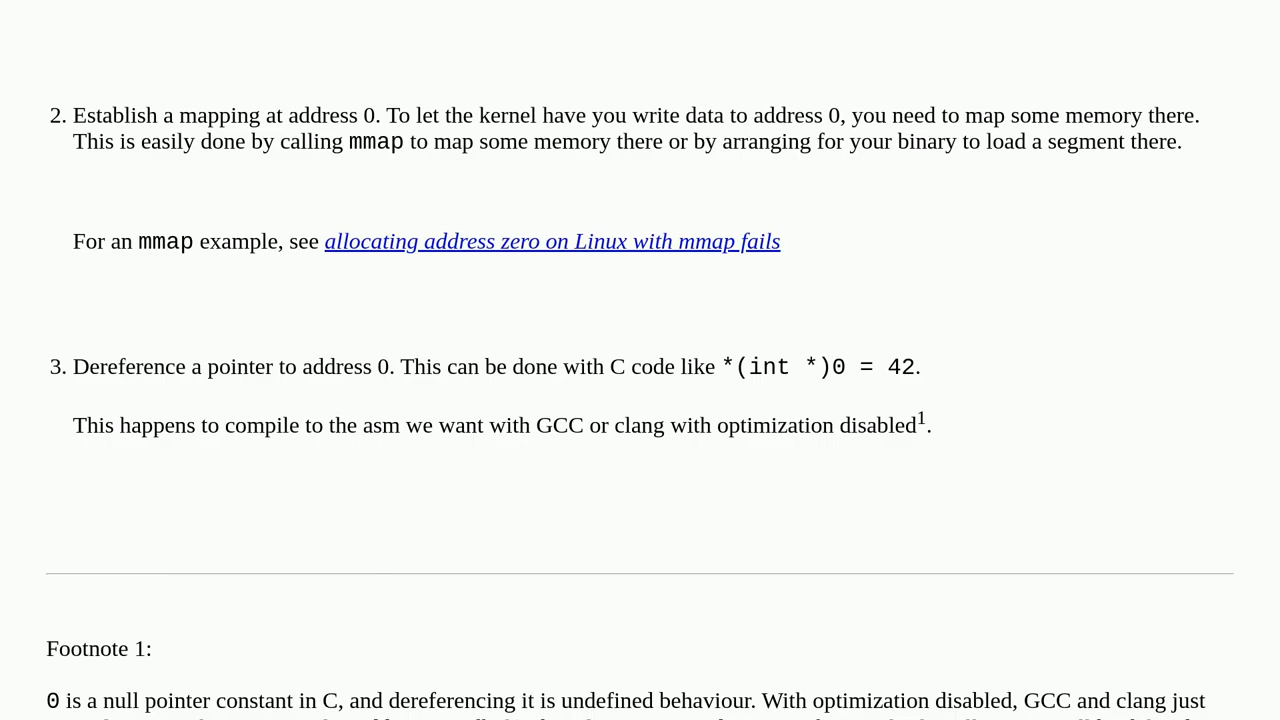 2. Establish a mapping at address 0. To let the kernel have you write data to address 0, you need to map some memory there.
This is easily done by calling mmap to map some memory there or by arranging for your binary to load a segment there.
For an mmap example, see allocating address zero on Linux with mmap fails
3. Dereference a pointer to address 0. This can be done with C code like *(int *)0 = 42.
This happens to compile to the asm we want with GCC or clang with optimization disabled1.
Footnote 1:
0 is a null pointer constant in C, and dereferencing it is undefined behaviour. With optimization disabled, GCC and clang just